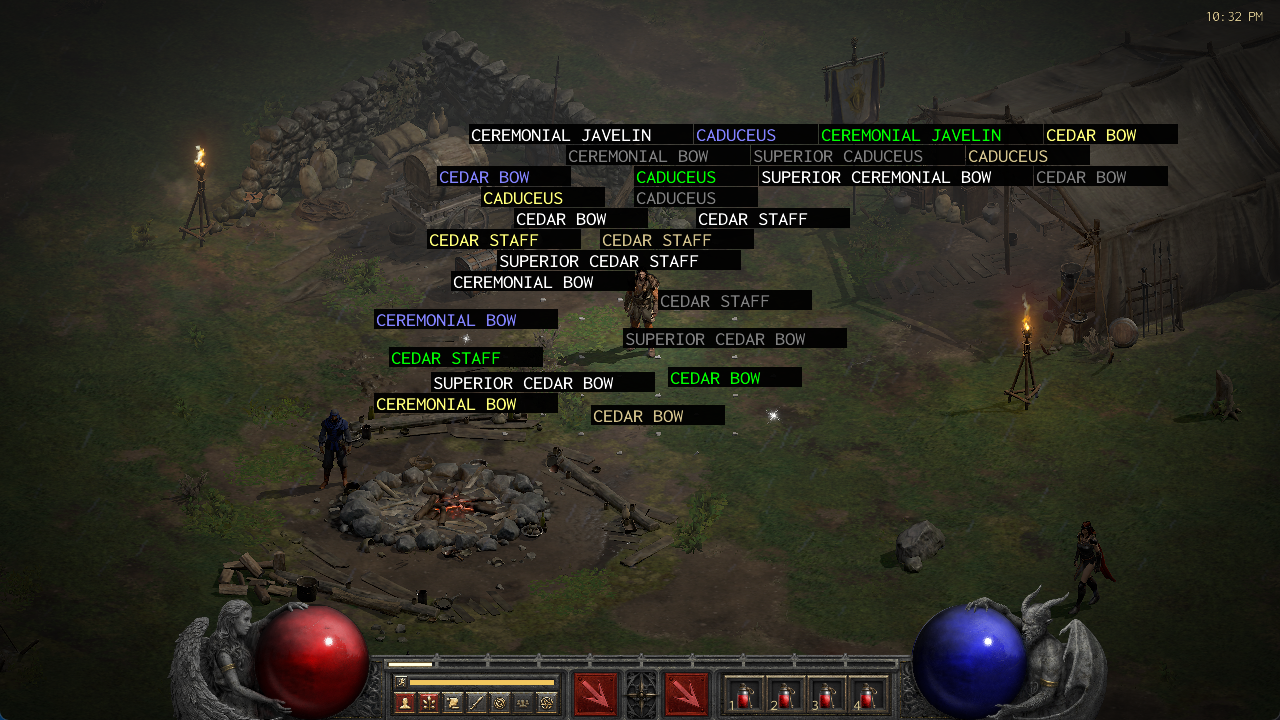 10:32 PM
CEREMONIAL JAVELIN CADUCEUS CEREMONIAL JAVELIN CEDAR BOW
CEREMONIAL BOW SUPERIOR CADUCEUS CADUCEUS
CEDAR BOW CADUCEUS SUPERIOR CEREMONIAL BOW CEDAR BOW
CADUCEUS CADUCEUS
CEDAR BOW CEDAR STAFF
CEDAR STAFF CEDAR STAFF
SUPERIOR CEDAR STAFF
CEREMONIAL BOW
CEDAR STAFF
CEREMONIAL BOW
SUPERIOR CEDAR BOW
CEDAR STAFF
CEDAR BOW
SUPERIOR CEDAR BOW
CEREMONIAL BOW
CEDAR BOW
1 2 3 4